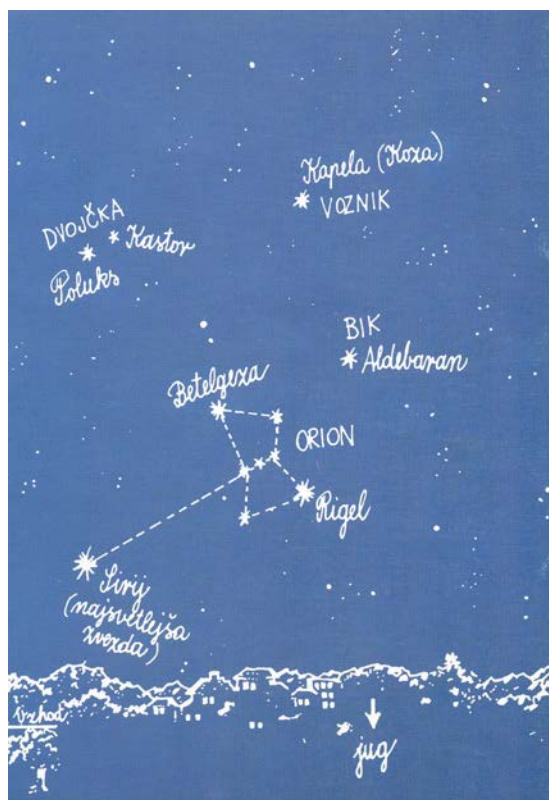 Kapela (Koza)
VOZNIK
DVOJČKA
Kastor
Poluks
BIK
Aldebaran
Betelgeza
ORION
Rigel
Sirij
(najsvetlejša
zvezda)
Vzhod
jug